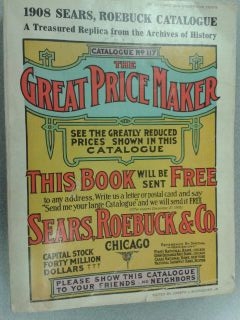 1908 SEARS, ROEBUCK CATALOGUE
A Treasured Replica from the Archives of History
CATALOGUE No 117
THE
GREAT PRICE MAKER
SEE THE GREATLY REDUCED
PRICES SHOWN IN THIS
CATALOGUE
THIS BOOK WILL BE SENT FREE
to any address. Write us a letter or postal card and say
"Send me your large Catalogue and we will send it FREE
SEARS, ROEBUCK & CO.
CHICAGO
CAPITAL STOCK
FORTY MILLION
DOLLARS
PLEASE SHOW THIS CATALOGUE
TO YOUR FRIENDS AND NEIGHBORS